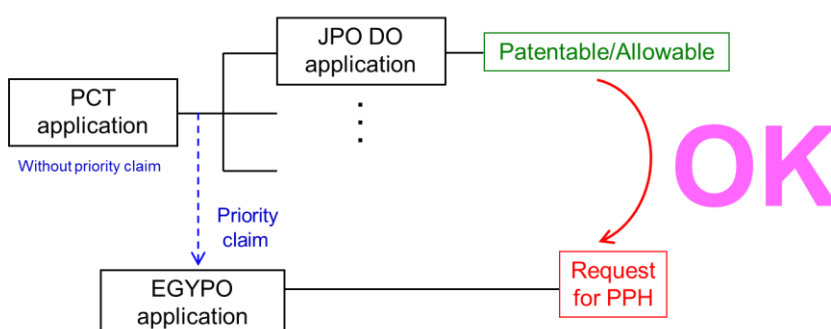 JPO DO
application
Patentable/Allowable
PCT
application
Without priority claim
OK
Priority
claim
Request
for PPH
EGYPO
application